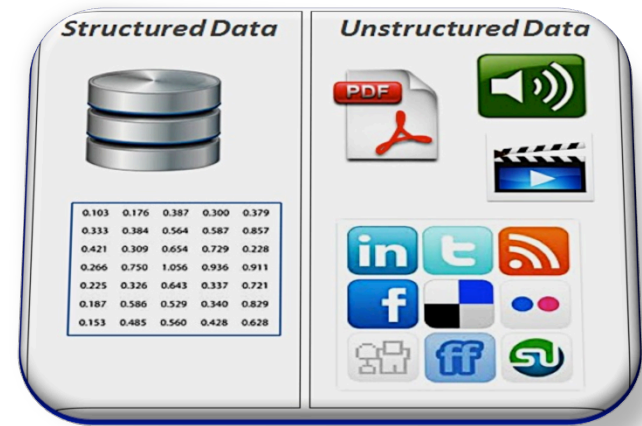 Structured Data
0.103 0.176 0.387 0.300 0.379
0.333 0.384 0.564 0.587 0.857
0.421 0.309 0.654 0.729 0.228
0.266 0.750 1.056 0.936 0.911
0.225 0.326 0.643 0.337 0.721
0.187 0.586 0.529 0.340 0.829
0.153 0.485 0.560 0.428 0.628
Unstructured Data
PDF
in t
f
ff SU